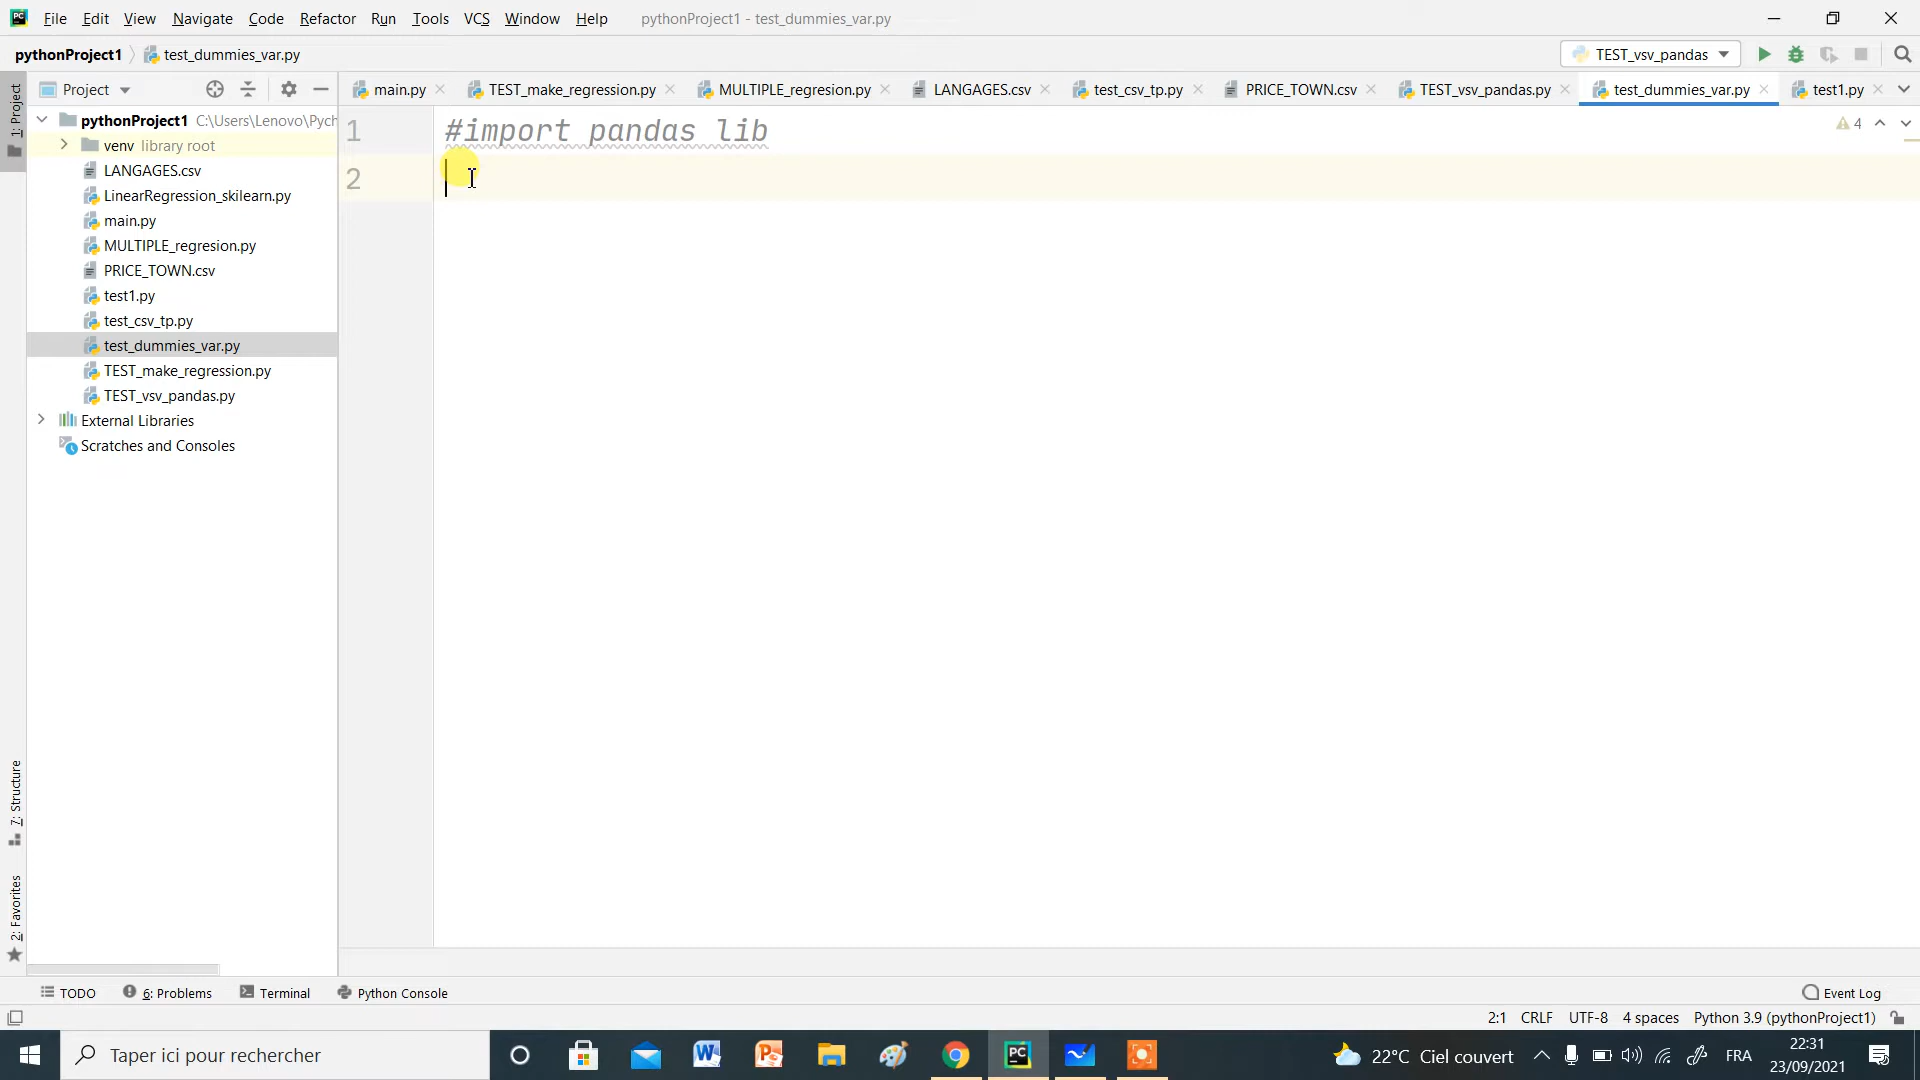 File Edit View Navigate Code Refactor Run Tools VCS Window Help pythonProject1 - test_dummies_var.py
pythonProject1 test_dummies_var.py TEST_vsv_pandas
1: Project
Project
main.py TEST_make_regression.py MULTIPLE_regresion.py LANGAGES.csv test_csv_tp.py PRICE_TOWN.csv TEST_vsv_pandas.py test_dummies_var.py test1.py
pythonProject1 C:\Users\Lenovo\Pych
venv library root
LANGAGES.csv
LinearRegression_skilearn.py
main.py
MULTIPLE_regresion.py
PRICE_TOWN.csv
test1.py
test_csv_tp.py
test_dummies_var.py
TEST_make_regression.py
TEST_vsv_pandas.py
External Libraries
Scratches and Consoles
1 #import pandas lib
2
4
7: Structure
2: Favorites
TODO 6: Problems Terminal Python Console Event Log
2:1 CRLF UTF-8 4 spaces Python 3.9 (pythonProject1)
Taper ici pour rechercher
22°C Ciel couvert FRA
22:31
23/09/2021